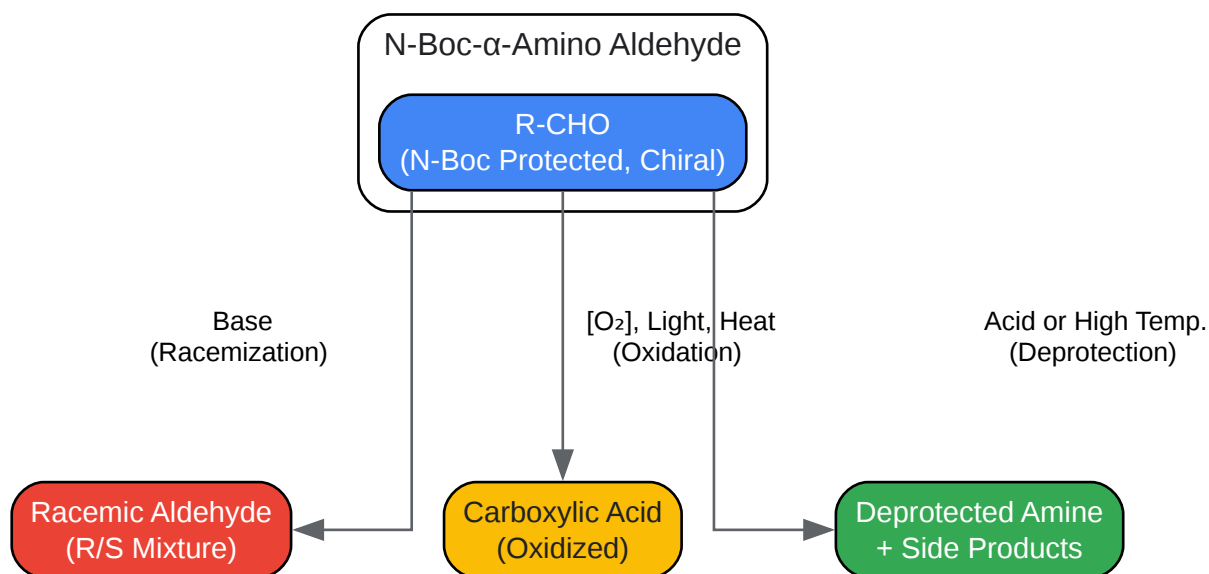 N-Boc-α-Amino Aldehyde
R-CHO
(N-Boc Protected, Chiral)
Base
(Racemization)
[O₂], Light, Heat
(Oxidation)
Acid or High Temp.
(Deprotection)
Racemic Aldehyde
(R/S Mixture)
Carboxylic Acid
(Oxidized)
Deprotected Amine
+ Side Products